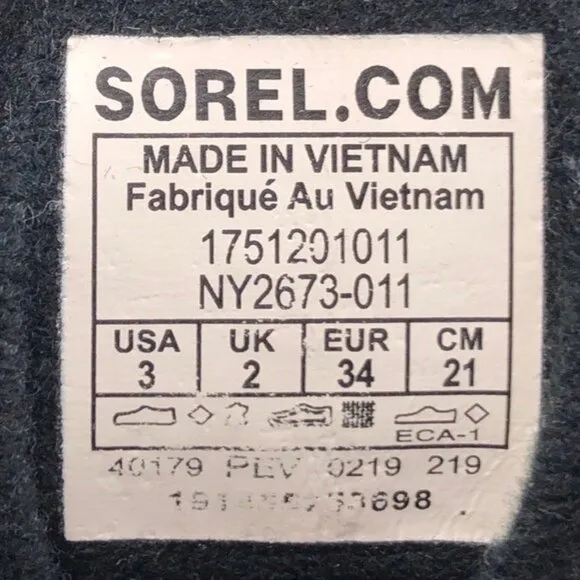 SOREL.COM
MADE IN VIETNAM
Fabriqué Au Vietnam
1751201011
NY2673-011
USA UK EUR CM
3 2 34 21
ECA-1
40179 PEV 0219 219